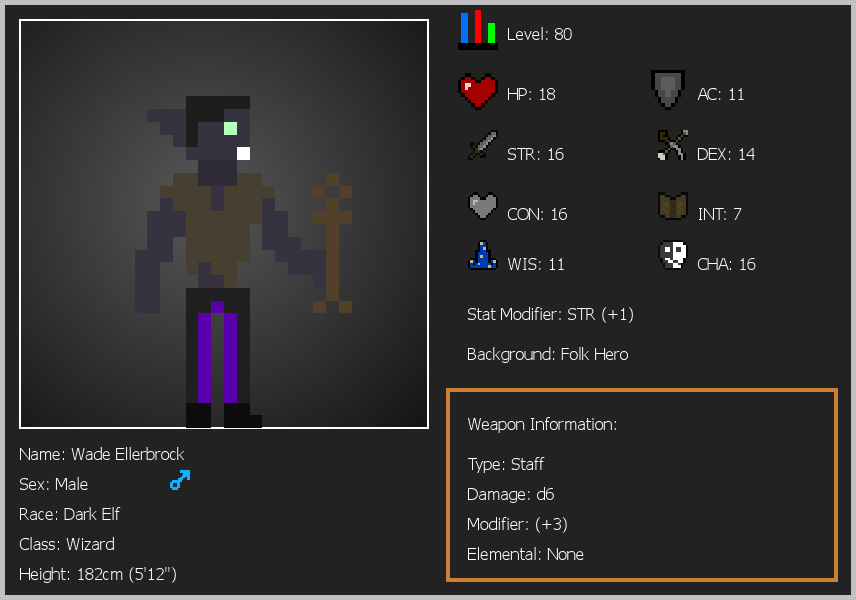 Level: 80
HP: 18
AC: 11
STR: 16
DEX: 14
CON: 16
INT: 7
WIS: 11
CHA: 16
Stat Modifier: STR (+1)
Background: Folk Hero
Weapon Information:
Type: Staff
Damage: d6
Modifier: (+3)
Elemental: None
Name: Wade Ellerbrock
Sex: Male
Race: Dark Elf
Class: Wizard
Height: 182cm (5'12")